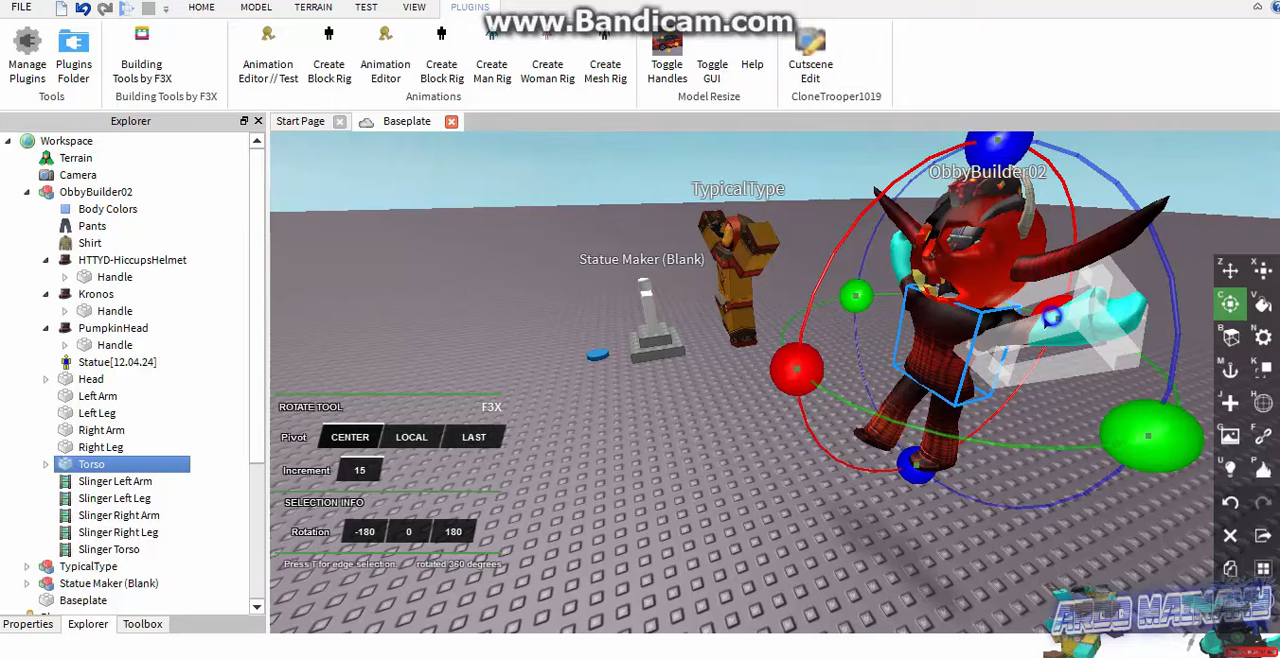 FILE HOME MODEL TERRAIN TEST VIEW PLUGINS
www.Bandicam.com
Manage Plugins
Plugins Folder
Building Tools by F3X
Animation Editor // Test
Create Block Rig
Animation Editor
Create Block Rig
Create Man Rig
Create Woman Rig
Create Mesh Rig
Toggle Handles
Toggle GUI
Help
Cutscene Edit
Tools
Building Tools by F3X
Animations
Model Resize
CloneTrooper1019
Explorer
Start Page
Baseplate
Workspace
Terrain
Camera
ObbyBuilder02
Body Colors
Pants
Shirt
HTTYD-HiccupsHelmet
Handle
Kronos
Handle
PumpkinHead
Handle
Statue[12.04.24]
Head
Left Arm
Left Leg
Right Arm
Right Leg
Torso
Slinger Left Arm
Slinger Left Leg
Slinger Right Arm
Slinger Right Leg
Slinger Torso
TypicalType
Statue Maker (Blank)
Baseplate
Properties Explorer Toolbox
ObbyBuilder02
TypicalType
Statue Maker (Blank)
ROTATE TOOL F3X
Pivot CENTER LOCAL LAST
Increment 15
SELECTION INFO
Rotation -180 0 180
Press T for edge selection. rotated 360 degrees
Z X
C V
B N
M K
J H
G F
U P